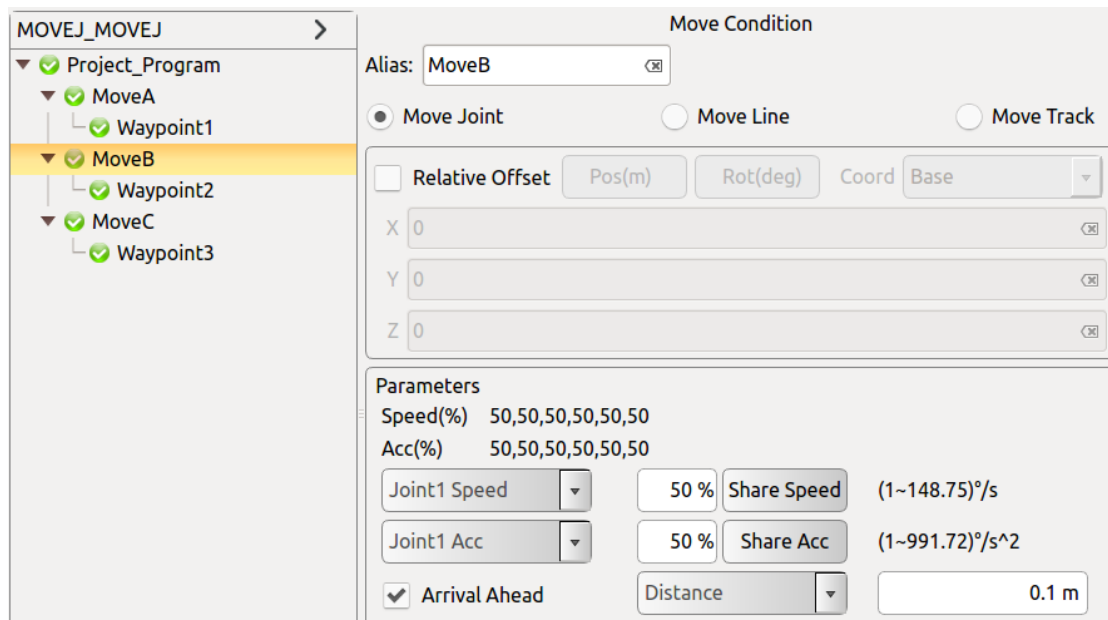 MOVEJ_MOVEJ
Project_Program
MoveA
Waypoint1
MoveB
Waypoint2
MoveC
Waypoint3
Move Condition
Alias: MoveB
Move Joint Move Line Move Track
Relative Offset Pos(m) Rot(deg) Coord Base
X 0
Y 0
Z 0
Parameters
Speed(%) 50,50,50,50,50,50
Acc(%) 50,50,50,50,50,50
Joint1 Speed 50 % Share Speed (1~148.75)°/s
Joint1 Acc 50 % Share Acc (1~991.72)°/s^2
Arrival Ahead Distance 0.1 m